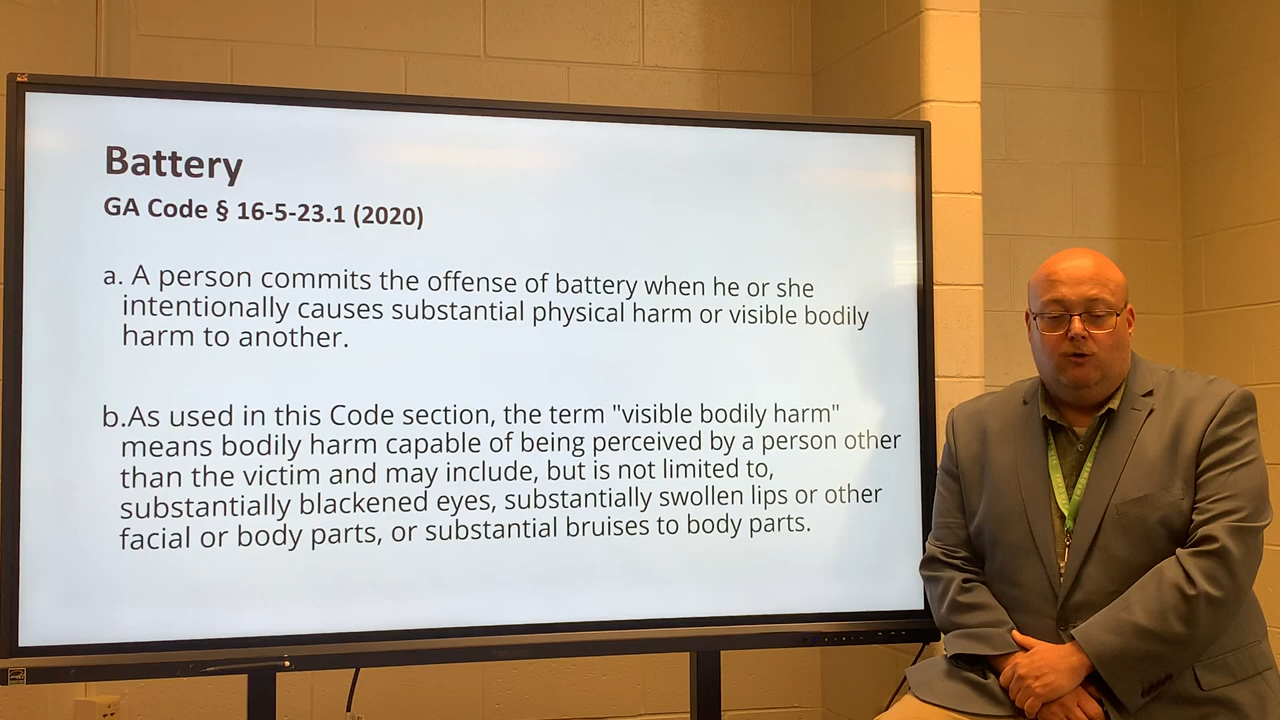 Battery
GA Code § 16-5-23.1 (2020)
a. A person commits the offense of battery when he or she
intentionally causes substantial physical harm or visible bodily
harm to another.
b.As used in this Code section, the term "visible bodily harm"
means bodily harm capable of being perceived by a person other
than the victim and may include, but is not limited to,
substantially blackened eyes, substantially swollen lips or other
facial or body parts, or substantial bruises to body parts.